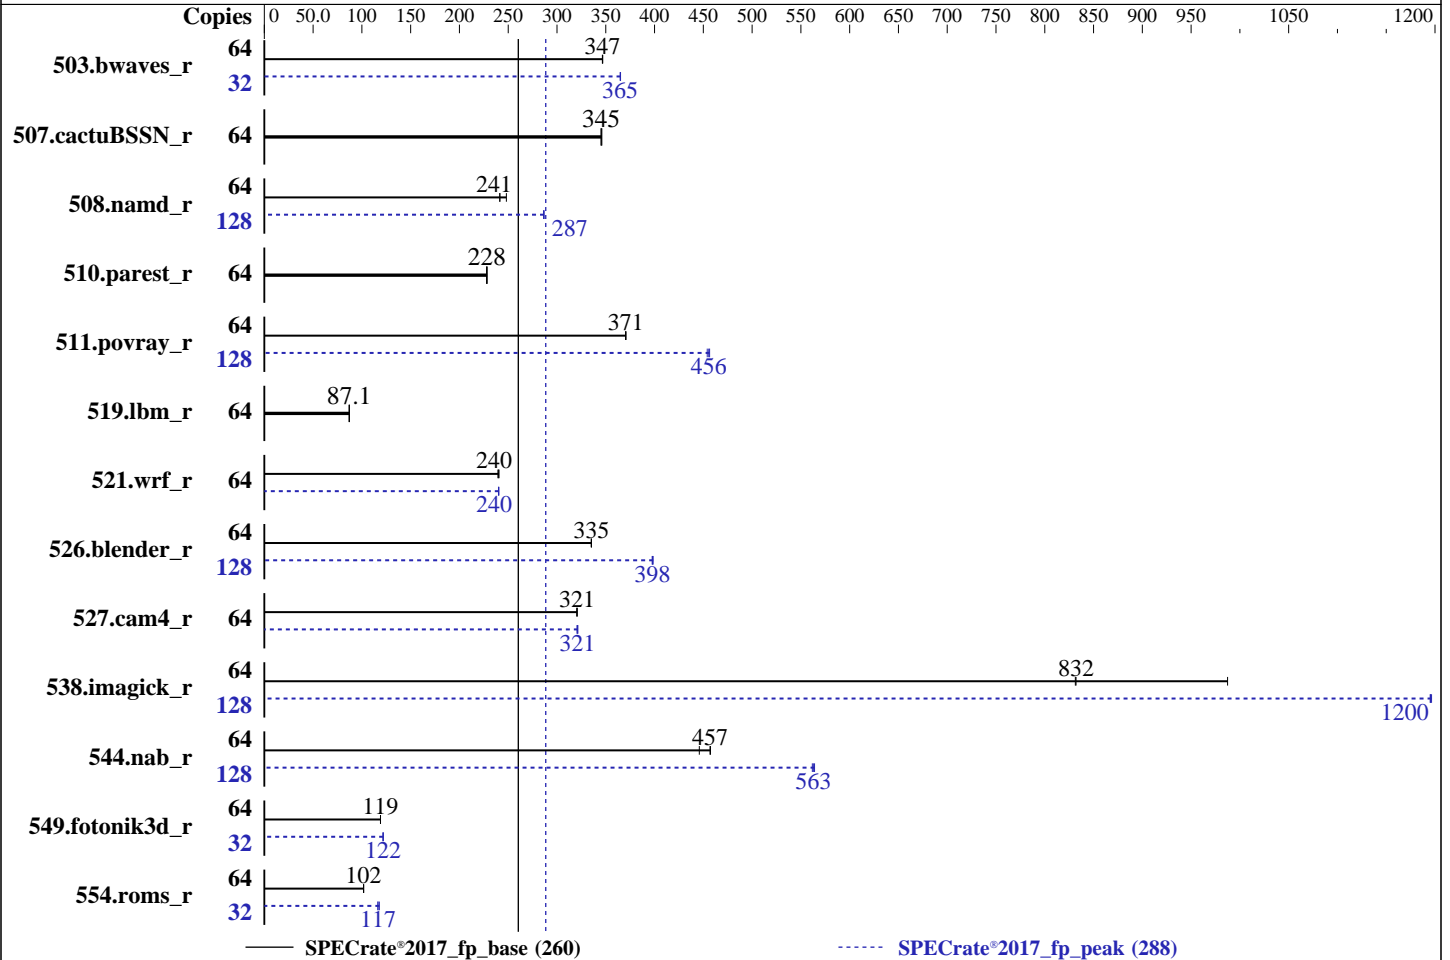 Copies 0 50.0 100 150 200 250 300 350 400 450 500 550 600 650 700 750 800 850 900 950 1050 1200
503.bwaves_r 64 347
32 365
507.cactuBSSN_r 64 345
508.namd_r 64 241
128 287
510.parest_r 64 228
511.povray_r 64 371
128 456
519.lbm_r 64 87.1
521.wrf_r 64 240
240
526.blender_r 64 335
128 398
527.cam4_r 64 321
321
538.imagick_r 64 832
128 1200
544.nab_r 64 457
128 563
549.fotonik3d_r 64 119
32 122
554.roms_r 64 102
32 117
SPECrate®2017_fp_base (260) SPECrate®2017_fp_peak (288)